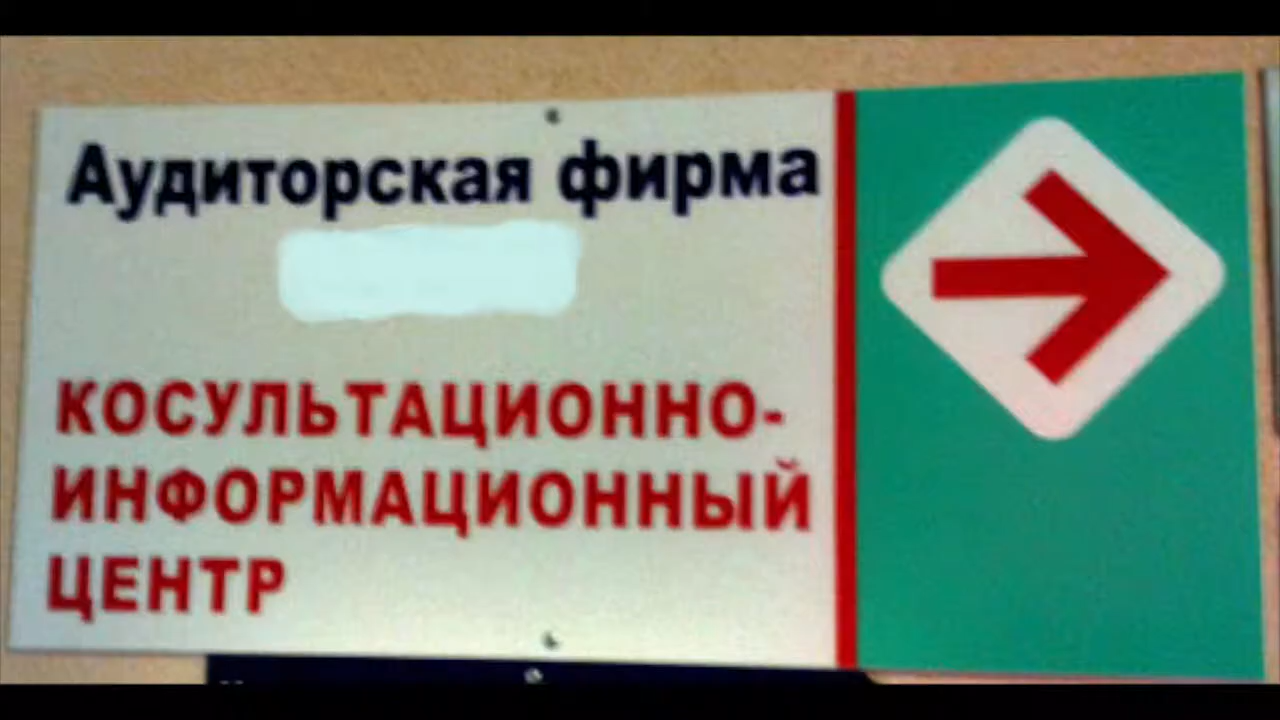 Аудиторская фирма
КОСУЛЬТАЦИОННО-
ИНФОРМАЦИОННЫЙ
ЦЕНТР